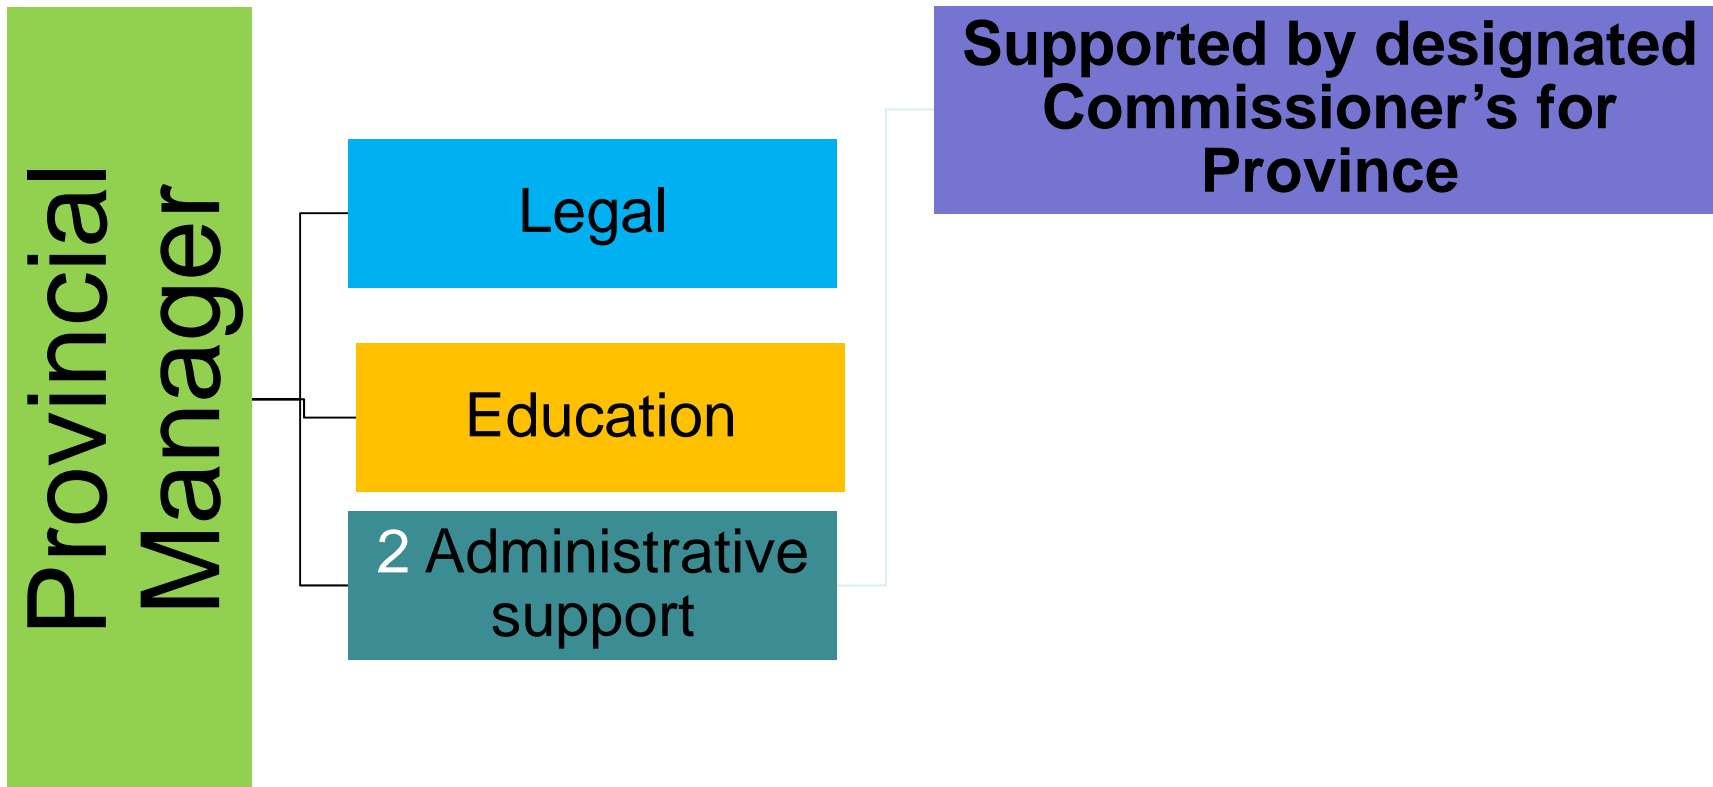 Provincial
Manager
Legal
Education
2 Administrative
support
Supported by designated
Commissioner’s for
Province